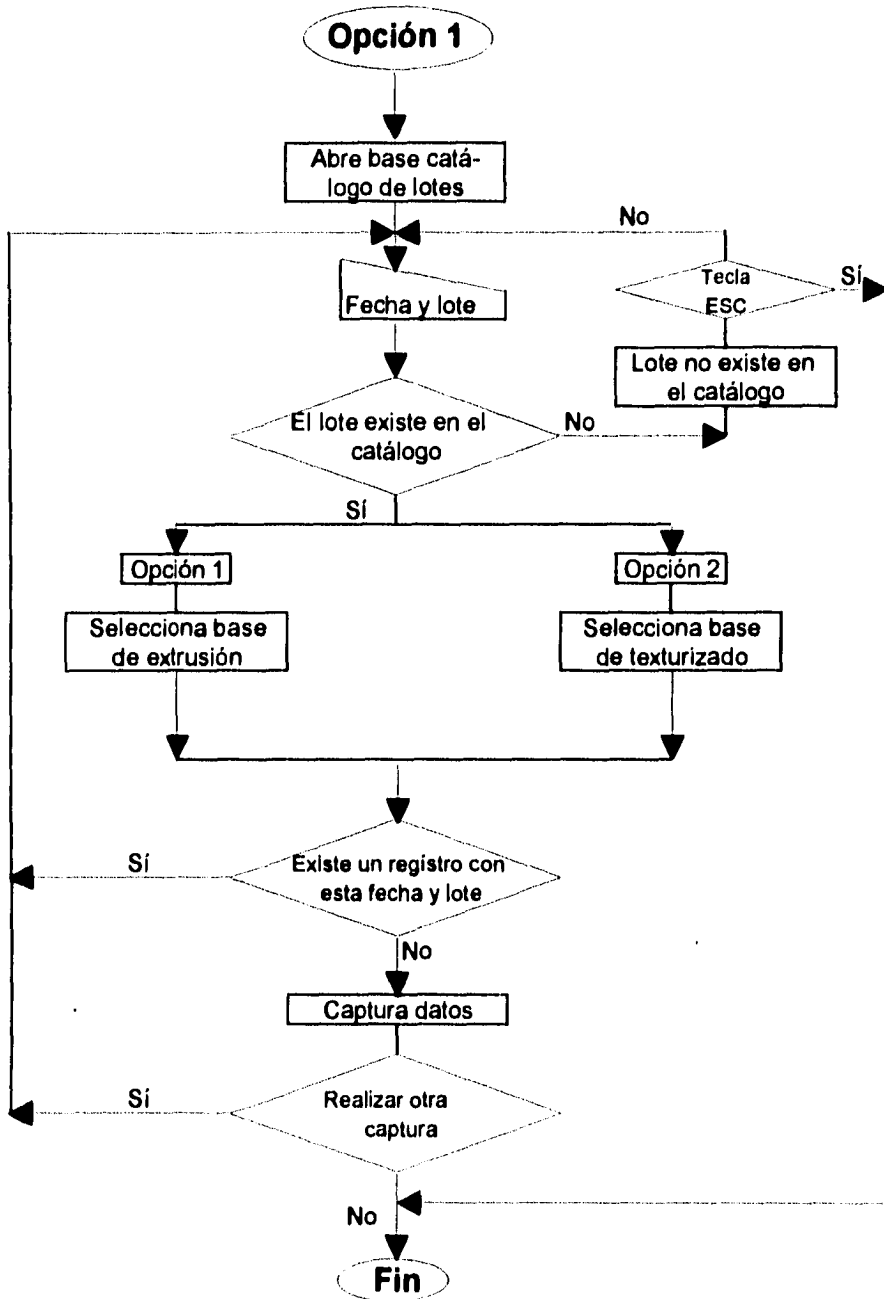 Opción 1
Abre base catá-
logo de lotes
No
Tecla
ESC
Sí
Fecha y lote
Lote no existe en
el catálogo
El lote existe en el
catálogo
No
Sí
Opción 1
Opción 2
Selecciona base
de extrusión
Selecciona base
de texturizado
Sí
Existe un registro con
esta fecha y lote
No
Captura datos
Sí
Realizar otra
captura
No
Fin